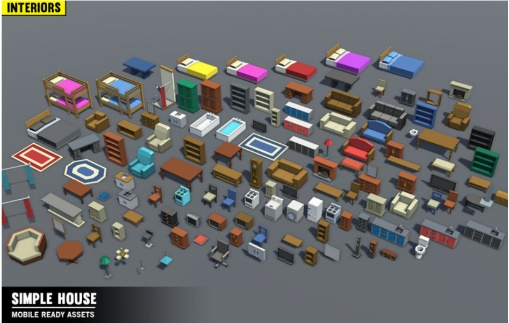 INTERIORS
SIMPLE HOUSE
MOBILE READY ASSETS